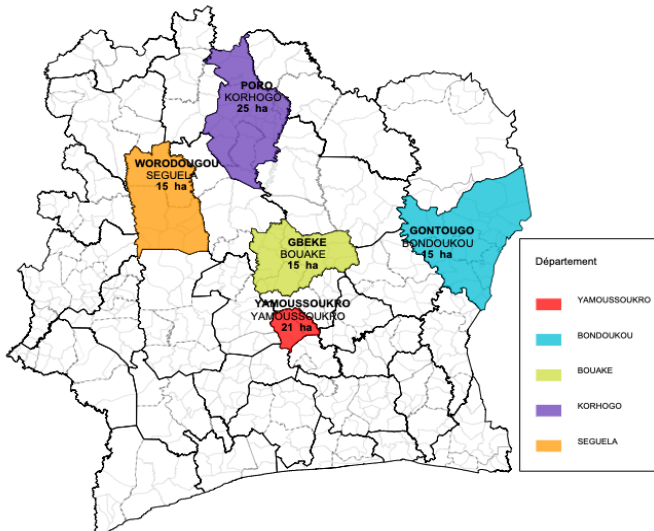 PORO
KORHOGO
25 ha
WORODOUGOU
SEGUELA
15 ha
GONTOUGO
BONDOUKOU
15 ha
GBEKE
BOUAKE
15 ha
YAMOUSSOUKRO
YAMOUSSOUKRO
21 ha
Département
YAMOUSSOUKRO
BONDOUKOU
BOUAKE
KORHOGO
SEGUELA